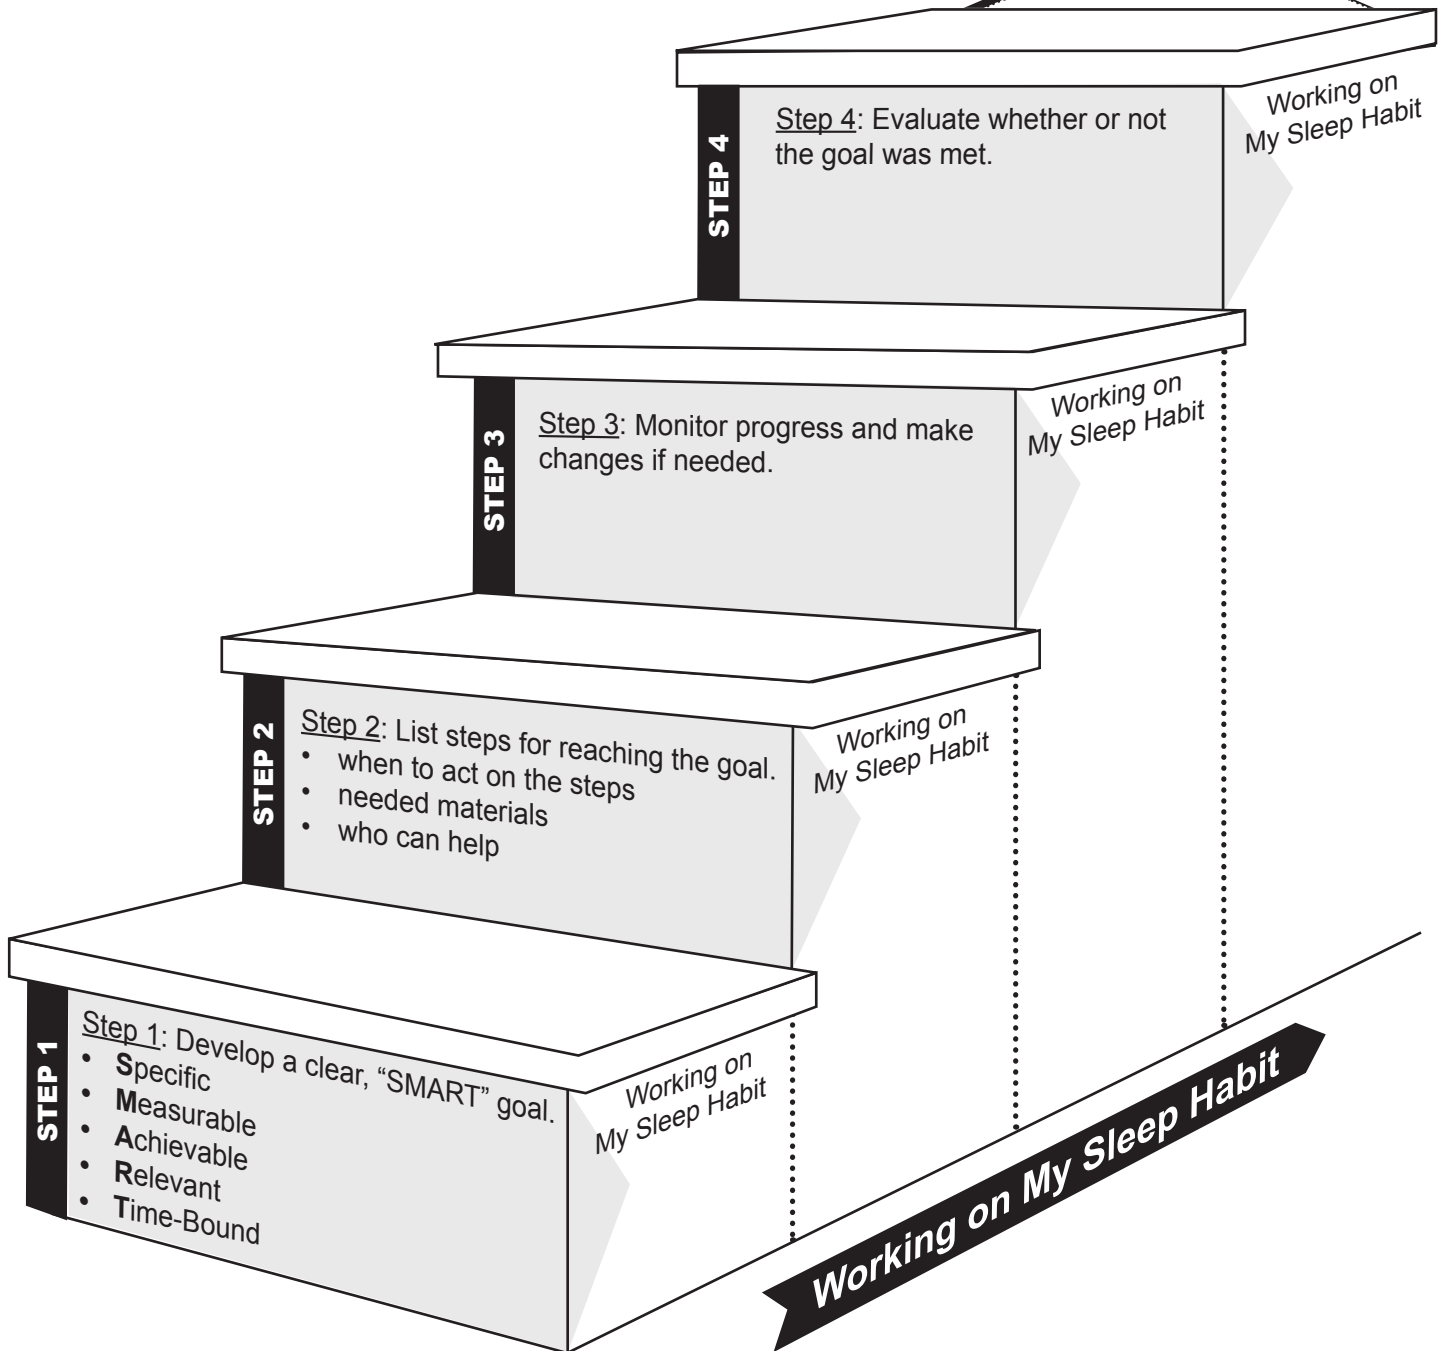 Working on
My Sleep Habit
STEP 4
Step 4: Evaluate whether or not
the goal was met.
Working on
My Sleep Habit
STEP 3
Step 3: Monitor progress and make
changes if needed.
Working on
My Sleep Habit
STEP 2
Step 2: List steps for reaching the goal.
• when to act on the steps
• needed materials
• who can help
Working on
My Sleep Habit
STEP 1
Step 1: Develop a clear, “SMART” goal.
• Specific
• Measurable
• Achievable
• Relevant
• Time-Bound
Working on My Sleep Habit